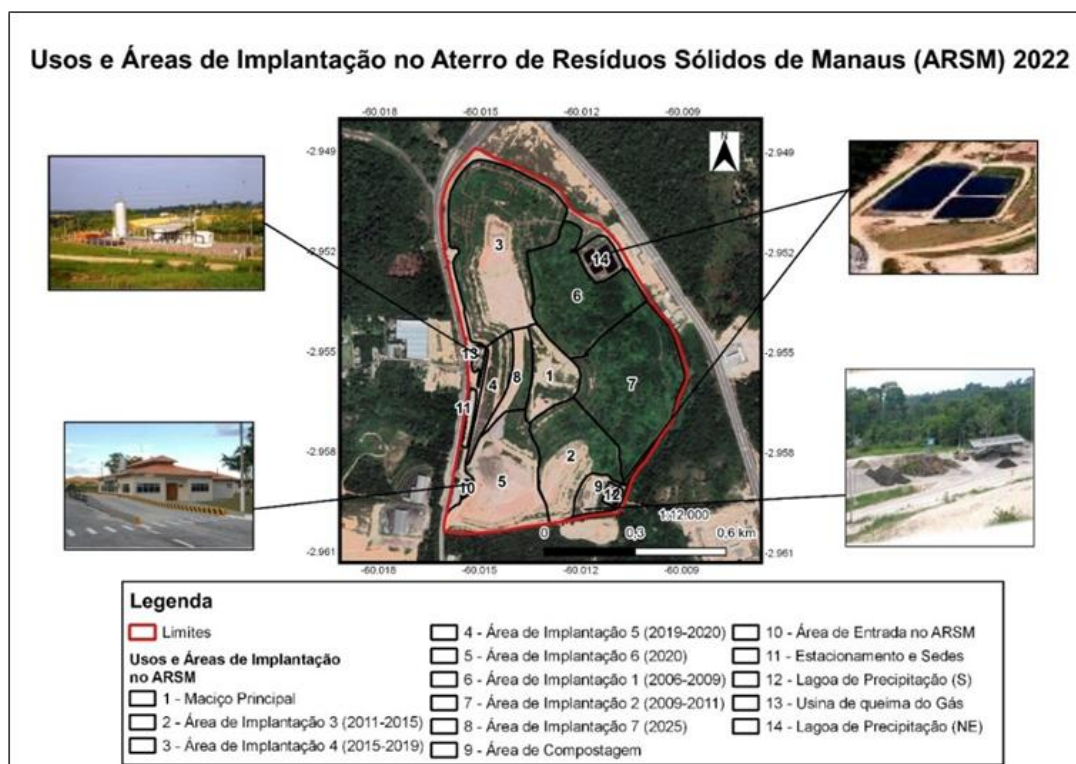 Usos e Áreas de Implantação no Aterro de Resíduos Sólidos de Manaus (ARSM) 2022
-60.018 -60.015 -60.012 -60.009
N
-2.949 -2.949
-2.952 -2.952
-2.955 -2.955
-2.958 -2.958
-2.961 -2.961
3
14
6
13
4
8
1
7
11
2
10
5
9
12
1:12.000
0 0,3 0,6 km
-60.018 -60.015 -60.012 -60.009
Legenda
Limites
Usos e Áreas de Implantação
no ARSM
1 - Maciço Principal
2 - Área de Implantação 3 (2011-2015)
3 - Área de Implantação 4 (2015-2019)
4 - Área de Implantação 5 (2019-2020)
5 - Área de Implantação 6 (2020)
6 - Área de Implantação 1 (2006-2009)
7 - Área de Implantação 2 (2009-2011)
8 - Área de Implantação 7 (2025)
9 - Área de Compostagem
10 - Área de Entrada no ARSM
11 - Estacionamento e Sedes
12 - Lagoa de Precipitação (S)
13 - Usina de queima do Gás
14 - Lagoa de Precipitação (NE)